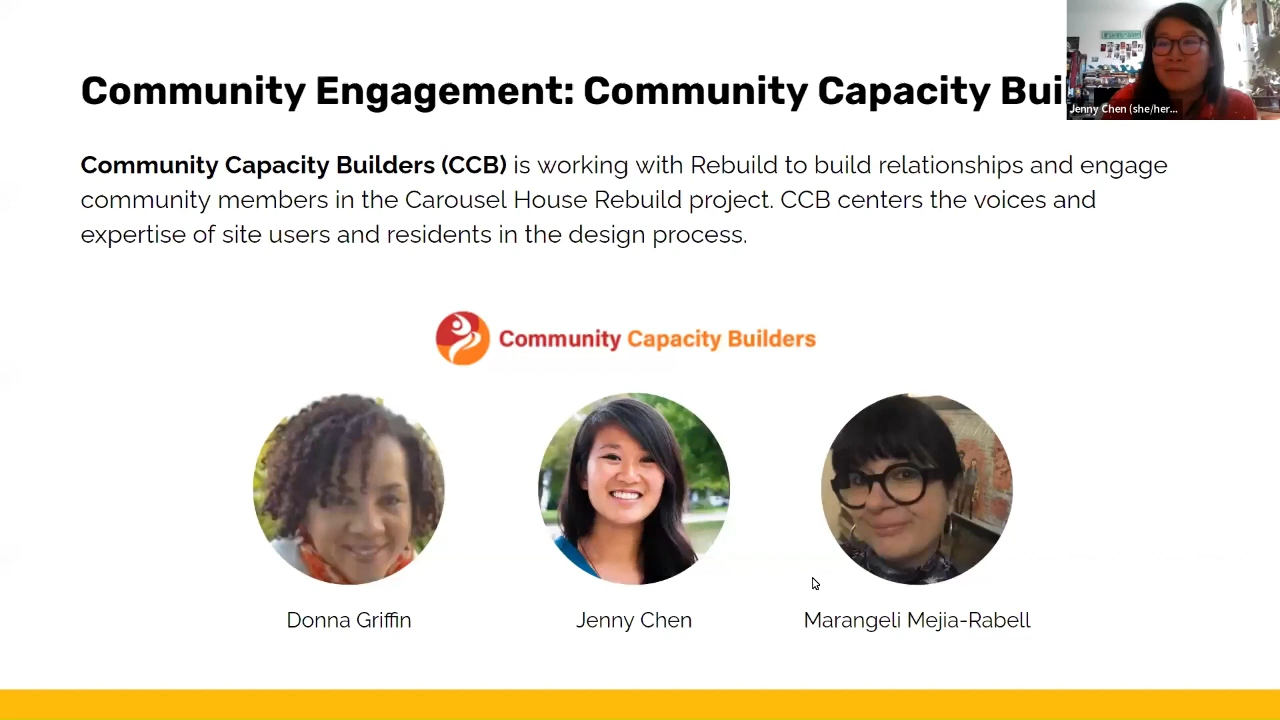 Community Engagement: Community Capacity Bui
Jenny Chen (she/her...
Community Capacity Builders (CCB) is working with Rebuild to build relationships and engage
community members in the Carousel House Rebuild project. CCB centers the voices and
expertise of site users and residents in the design process.
Community Capacity Builders
Donna Griffin
Jenny Chen
Marangeli Mejia-Rabell